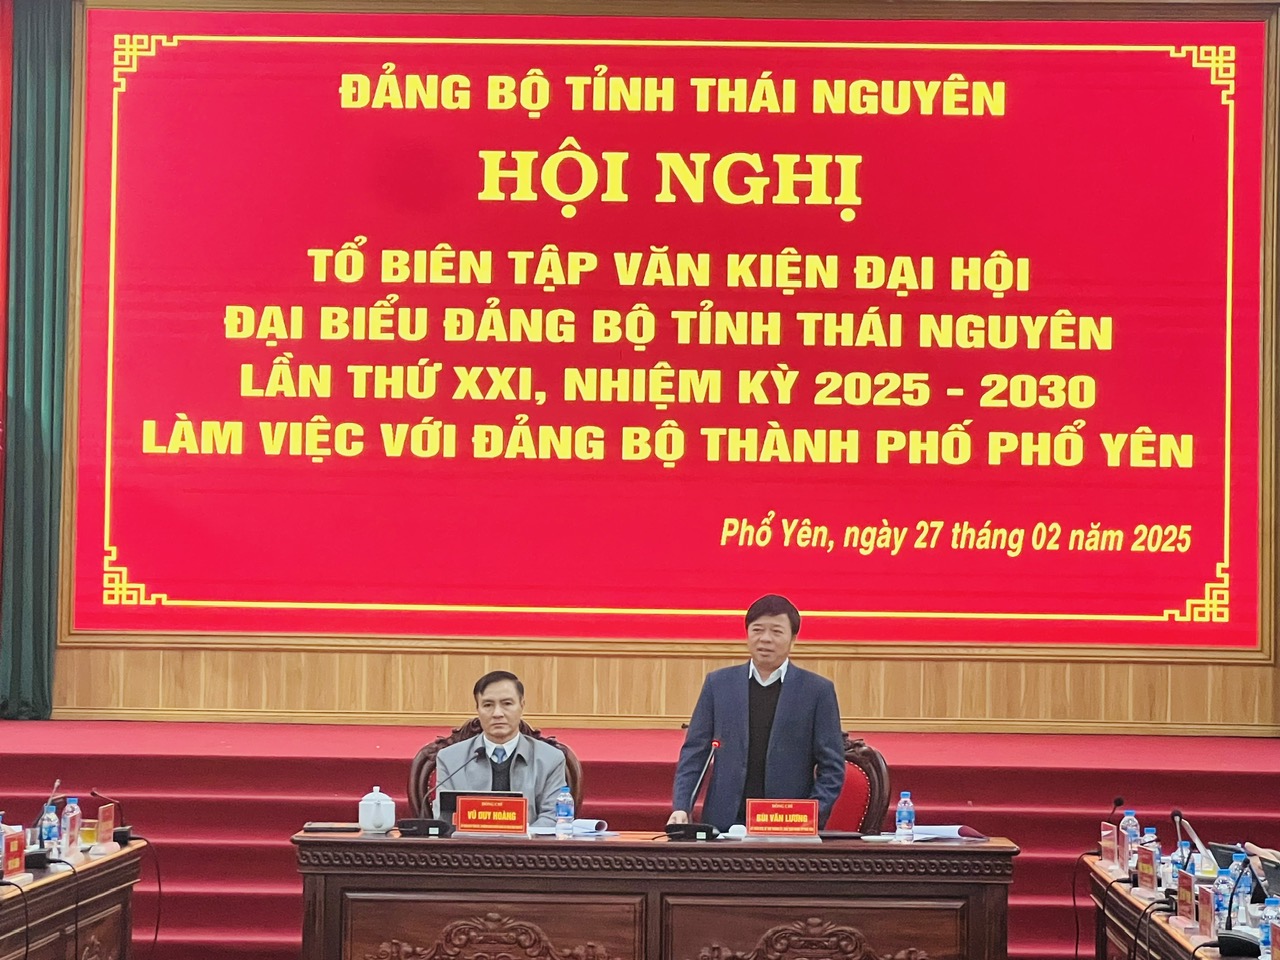 ĐẢNG BỘ TỈNH THÁI NGUYÊN
HỘI NGHỊ
TỔ BIÊN TẬP VĂN KIỆN ĐẠI HỘI
ĐẠI BIỂU ĐẢNG BỘ TỈNH THÁI NGUYÊN
LẦN THỨ XXI, NHIỆM KỲ 2025 - 2030
LÀM VIỆC VỚI ĐẢNG BỘ THÀNH PHỐ PHỔ YÊN
Phổ Yên, ngày 27 tháng 02 năm 2025
ĐỒNG CHÍ
VŨ DUY HOÀNG
ĐỒNG CHÍ
BÙI VĂN LƯƠNG